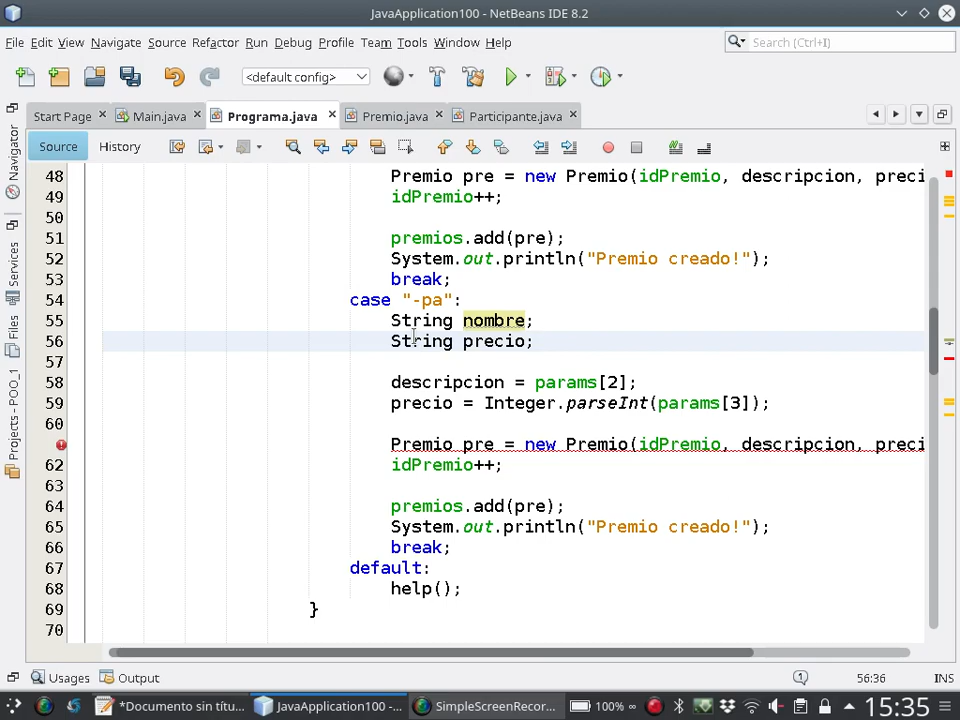 JavaApplication100 - NetBeans IDE 8.2
File Edit View Navigate Source Refactor Run Debug Profile Team Tools Window Help
Search (Ctrl+I)
<default config>
Start Page Main.java Programa.java Premio.java Participante.java
Source History
Navigator
Services
Files
Projects - POO_1
48 Premio pre = new Premio(idPremio, descripcion, preci
49 idPremio++;
50
51 premios.add(pre);
52 System.out.println("Premio creado!");
53 break;
54 case "-pa":
55 String nombre;
56 String precio;
57
58 descripcion = params[2];
59 precio = Integer.parseInt(params[3]);
60
Premio pre = new Premio(idPremio, descripcion, preci
62 idPremio++;
63
64 premios.add(pre);
65 System.out.println("Premio creado!");
66 break;
67 default:
68 help();
69 }
70
Usages Output
1 56:36 INS
*Documento sin títu... JavaApplication100 -... SimpleScreenRecor... 100% 15:35